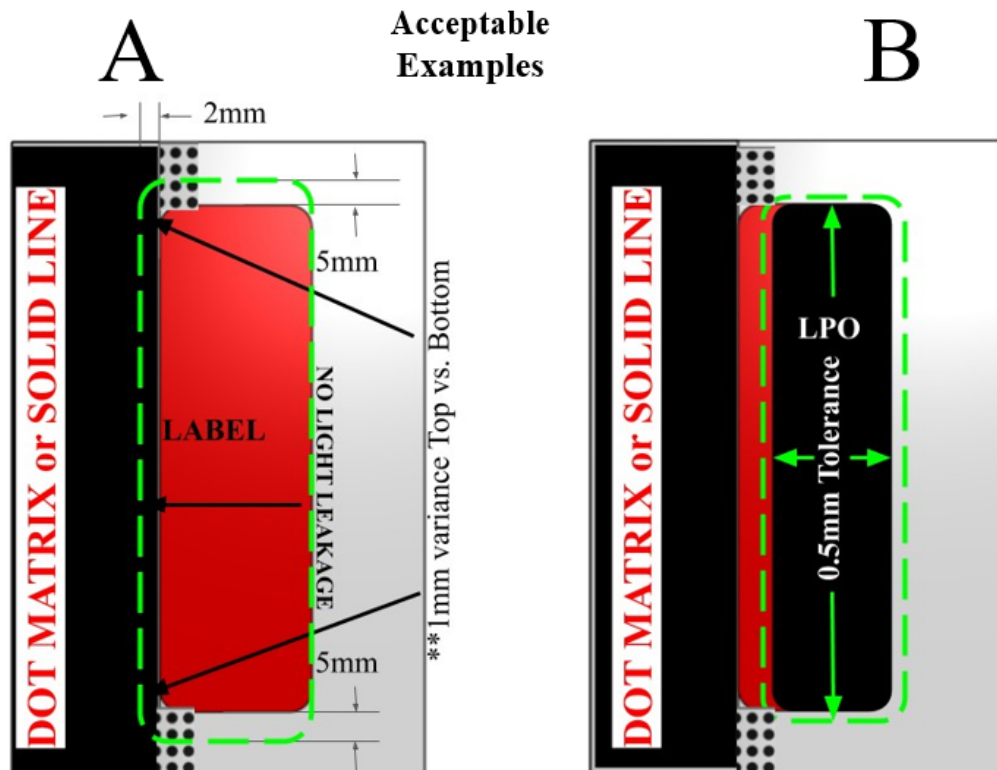 A
Acceptable
Examples
B
2mm
5mm
DOT MATRIX or SOLID LINE
LABEL
NO LIGHT LEAKAGE
**1mm variance Top vs. Bottom
5mm
DOT MATRIX or SOLID LINE
LPO
0.5mm Tolerance